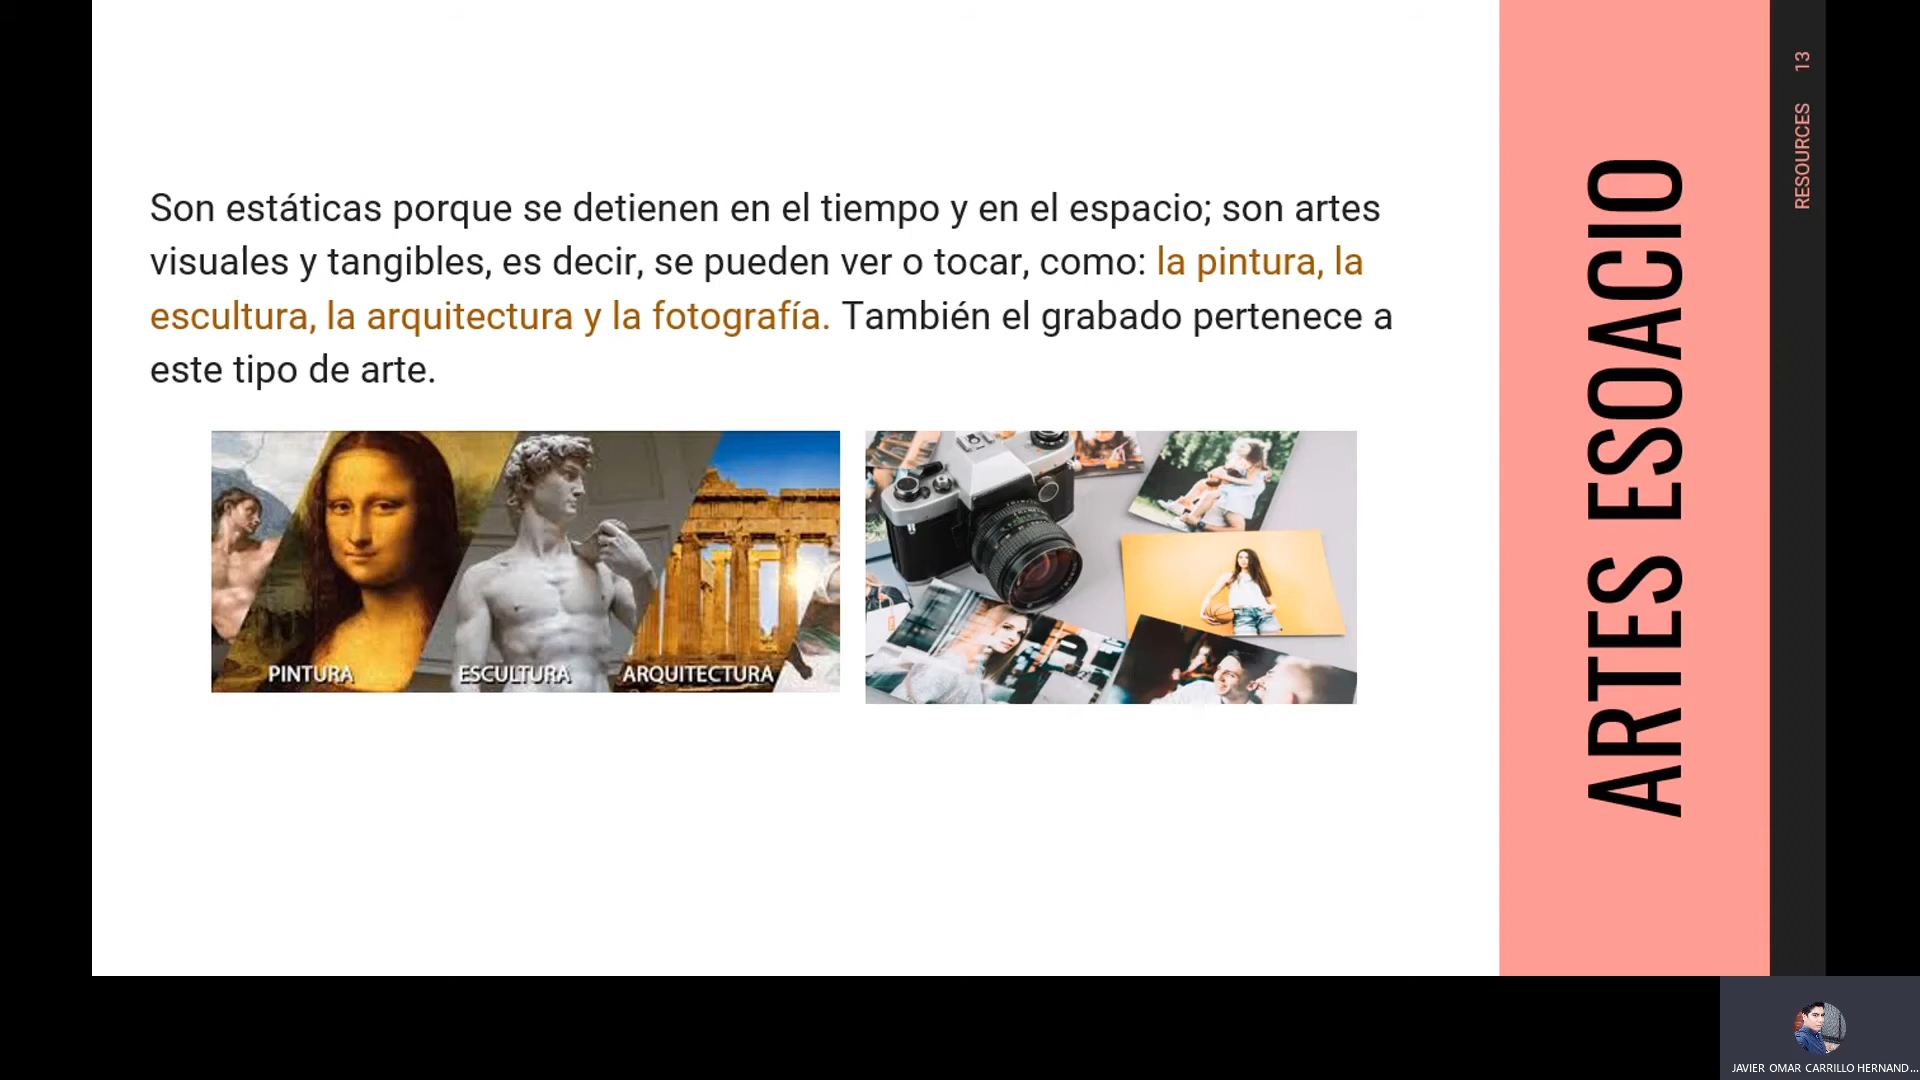 Son estáticas porque se detienen en el tiempo y en el espacio; son artes
visuales y tangibles, es decir, se pueden ver o tocar, como: la pintura, la
escultura, la arquitectura y la fotografía. También el grabado pertenece a
este tipo de arte.
PINTURA
ESCULTURA
ARQUITECTURA
ARTES ESOACIO
RESOURCES 13
JAVIER OMAR CARRILLO HERNAND...